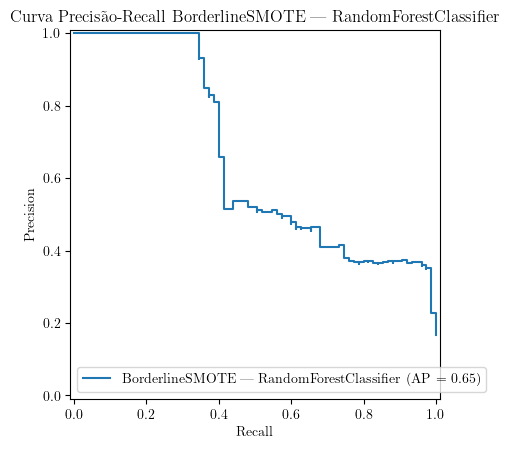 Curva Precisão-Recall BorderlineSMOTE — RandomForestClassifier
1.0
0.8
0.6
0.4
0.2
0.0
Precision
BorderlineSMOTE — RandomForestClassifier (AP = 0.65)
0.0 0.2 0.4 0.6 0.8 1.0
Recall